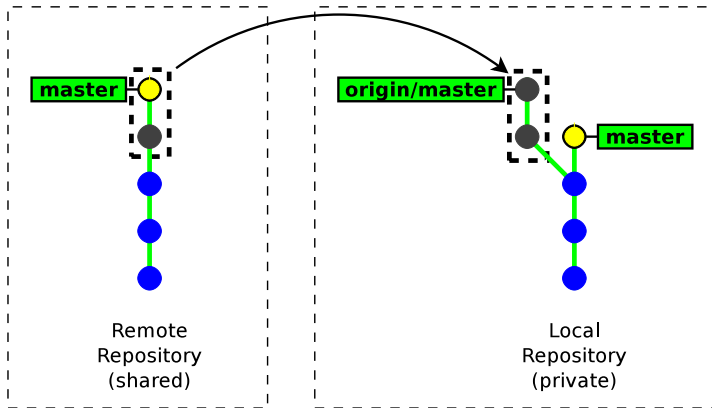 master
origin/master
master
Remote
Repository
(shared)
Local
Repository
(private)